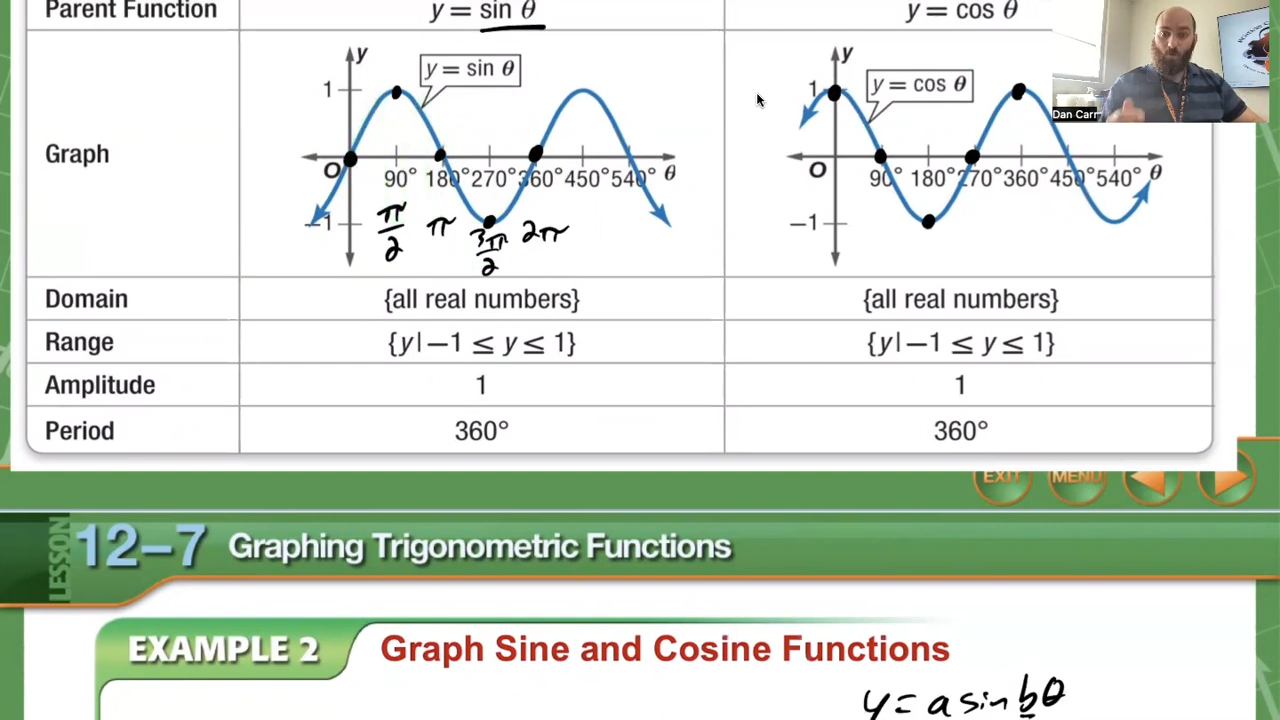 Parent Function y = sin θ y = cos θ
Graph
y
1
y = sin θ
O
90° 180° 270° 360° 450° 540° θ
−1
π/2 π 3π/2 2π
y
1
y = cos θ
O
90° 180° 270° 360° 450° 540° θ
−1
Dan Carr
Domain {all real numbers} {all real numbers}
Range {y| −1 ≤ y ≤ 1} {y| −1 ≤ y ≤ 1}
Amplitude 1 1
Period 360° 360°
EXIT MENU
LESSON 12–7 Graphing Trigonometric Functions
EXAMPLE 2 Graph Sine and Cosine Functions
y = a sin bθ